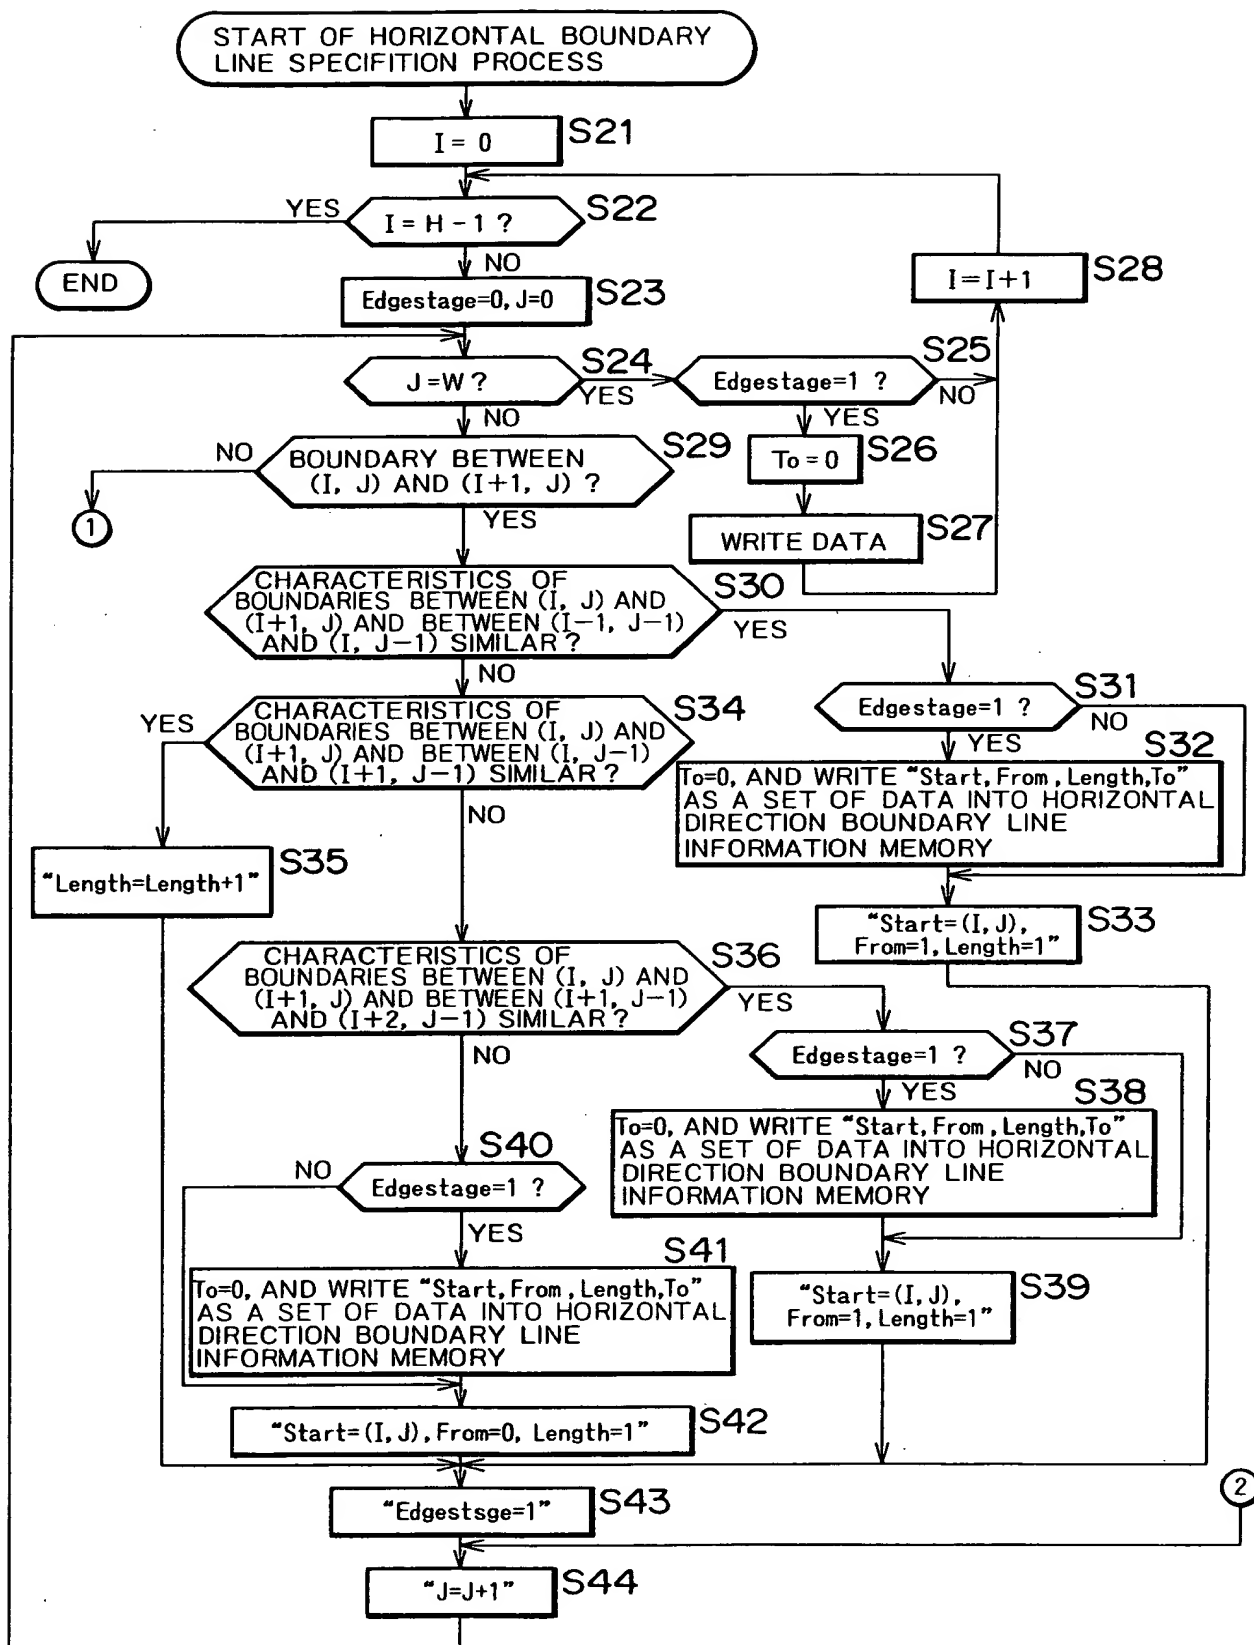 START OF HORIZONTAL BOUNDARY
LINE SPECIFITION PROCESS
I = 0
S21
YES
I = H - 1 ?
S22
NO
END
Edgestage=0, J=0
S23
I=I+1
S28
J=W ?
S24
YES
NO
Edgestage=1 ?
S25
NO
YES
To = 0
S26
WRITE DATA
S27
NO
BOUNDARY BETWEEN
(I, J) AND (I+1, J) ?
S29
YES
1
CHARACTERISTICS OF
BOUNDARIES BETWEEN (I, J) AND
(I+1, J) AND BETWEEN (I-1, J-1)
AND (I, J-1) SIMILAR ?
S30
YES
NO
Edgestage=1 ?
S31
NO
YES
S32
To=0, AND WRITE "Start, From, Length, To"
AS A SET OF DATA INTO HORIZONTAL
DIRECTION BOUNDARY LINE
INFORMATION MEMORY
"Start=(I, J),
From=1, Length=1"
S33
YES
CHARACTERISTICS OF
BOUNDARIES BETWEEN (I, J) AND
(I+1, J) AND BETWEEN (I, J-1)
AND (I+1, J-1) SIMILAR ?
S34
NO
"Length=Length+1"
S35
CHARACTERISTICS OF
BOUNDARIES BETWEEN (I, J) AND
(I+1, J) AND BETWEEN (I+1, J-1)
AND (I+2, J-1) SIMILAR ?
S36
YES
NO
Edgestage=1 ?
S37
NO
YES
S38
To=0, AND WRITE "Start, From, Length, To"
AS A SET OF DATA INTO HORIZONTAL
DIRECTION BOUNDARY LINE
INFORMATION MEMORY
"Start=(I, J),
From=1, Length=1"
S39
S40
NO
Edgestage=1 ?
YES
S41
To=0, AND WRITE "Start, From, Length, To"
AS A SET OF DATA INTO HORIZONTAL
DIRECTION BOUNDARY LINE
INFORMATION MEMORY
"Start=(I, J), From=0, Length=1"
S42
"Edgestsge=1"
S43
2
"J=J+1"
S44